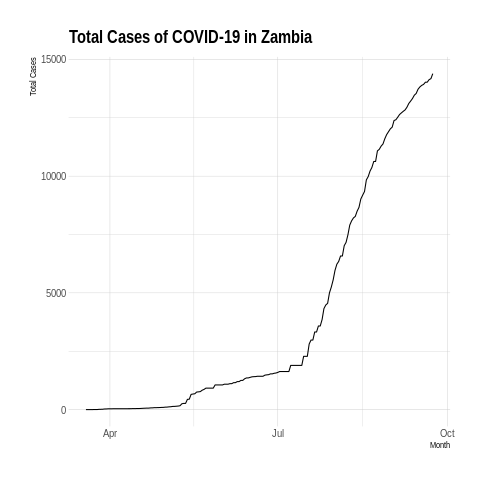 Total Cases of COVID-19 in Zambia
Total Cases
15000
10000
5000
0
Apr
Jul
Oct
Month